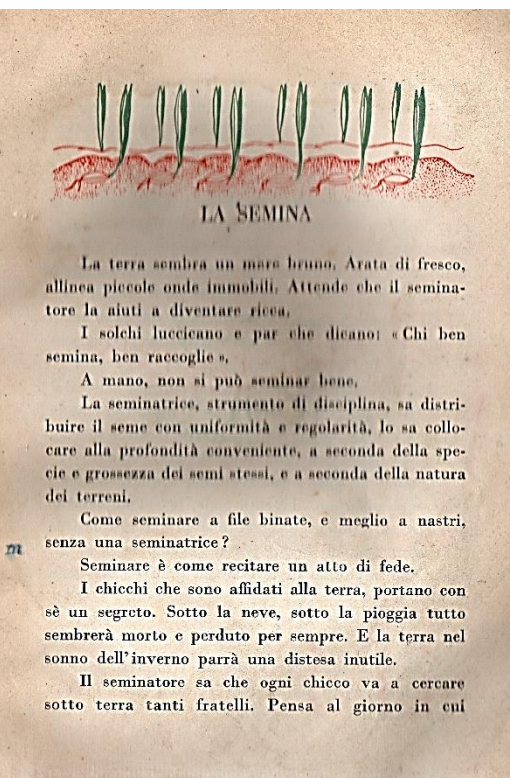 LA SEMINA
La terra sembra un mare bruno. Arata di fresco,
allinea piccole onde immobili. Attende che il semina-
tore la aiuti a diventare ricca.
I solchi luccicano e par che dicano: « Chi ben
semina, ben raccoglie ».
A mano, non si può seminar bene.
La seminatrice, strumento di disciplina, sa distri-
buire il seme con uniformità e regolarità, lo sa collo-
care alla profondità conveniente, a seconda della spe-
cie e grossezza dei semi stessi, e a seconda della natura
dei terreni.
Come seminare a file binate, e meglio a nastri,
senza una seminatrice ?
m
Seminare è come recitare un atto di fede.
I chicchi che sono affidati alla terra, portano con
sè un segreto. Sotto la neve, sotto la pioggia tutto
sembrerà morto e perduto per sempre. E la terra nel
sonno dell'inverno parrà una distesa inutile.
Il seminatore sa che ogni chicco va a cercare
sotto terra tanti fratelli. Pensa al giorno in cui